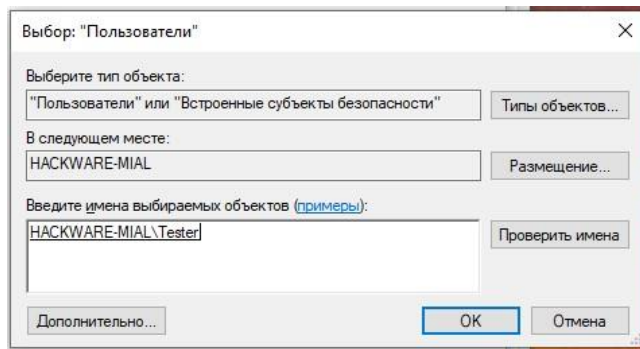 Выбор: "Пользователи"
Выберите тип объекта:
"Пользователи" или "Встроенные субъекты безопасности"
Типы объектов...
В следующем месте:
HACKWARE-MIAL
Размещение...
Введите имена выбираемых объектов (примеры):
HACKWARE-MIAL\Tester
Проверить имена
Дополнительно...
OK
Отмена